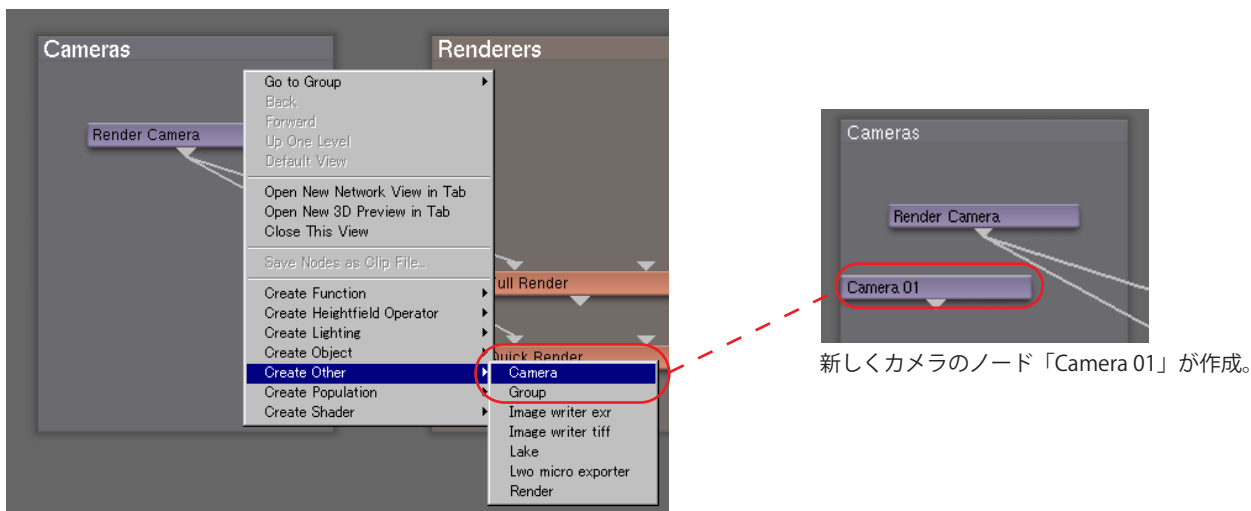 Cameras
Renderers
Render Camera
Go to Group
Back
Forward
Up One Level
Default View
Open New Network View in Tab
Open New 3D Preview in Tab
Close This View
Save Nodes as Clip File...
Create Function
Create Heightfield Operator
Create Lighting
Create Object
Create Other
Create Population
Create Shader
ull Render
Quick Render
Camera
Group
Image writer exr
Image writer tiff
Lake
Lwo micro exporter
Render
Cameras
Render Camera
Camera 01
新しくカメラのノード「Camera 01」が作成。